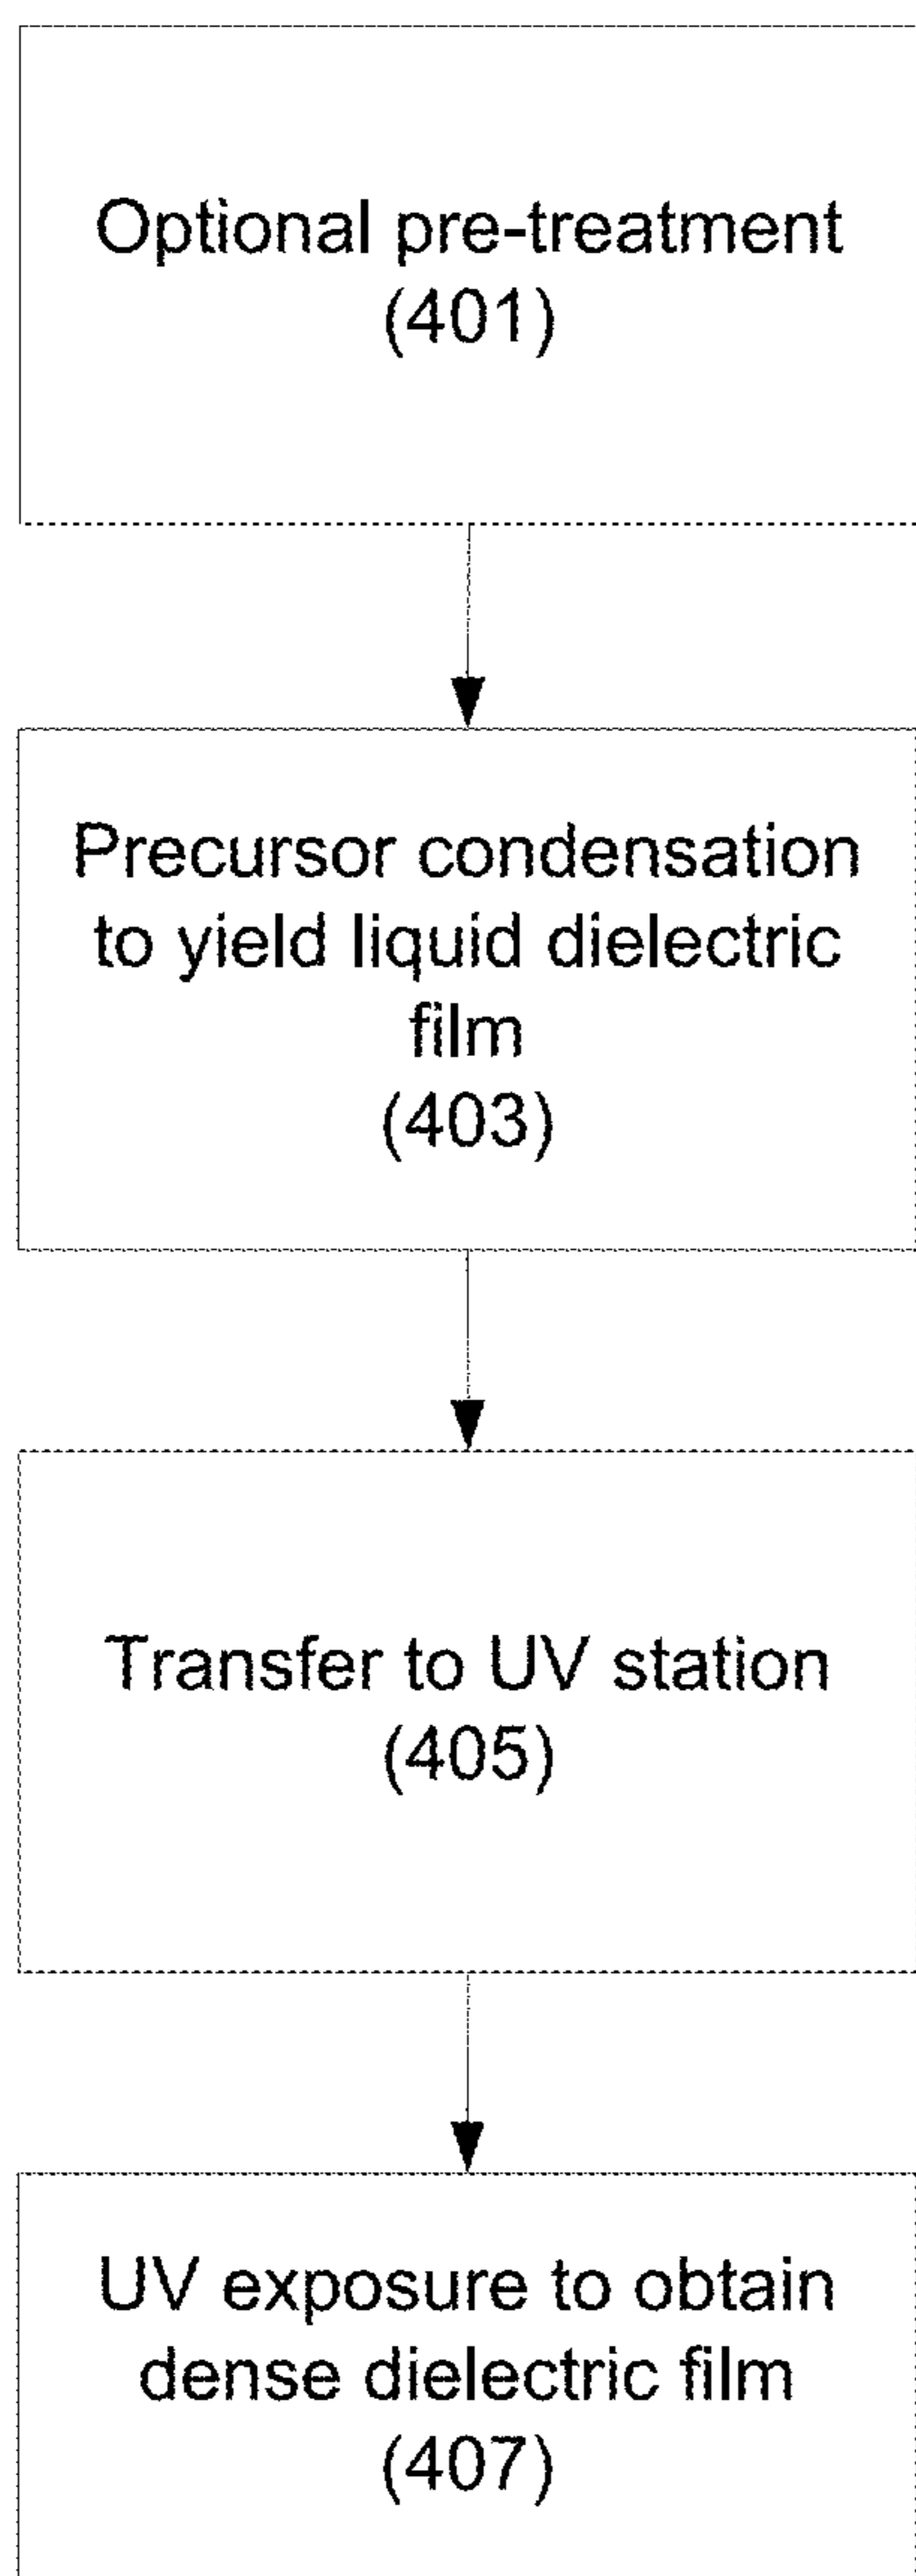 Optional pre-treatment
(401)
Precursor condensation
to yield liquid dielectric
film
(403)
Transfer to UV station
(405)
UV exposure to obtain
dense dielectric film
(407)